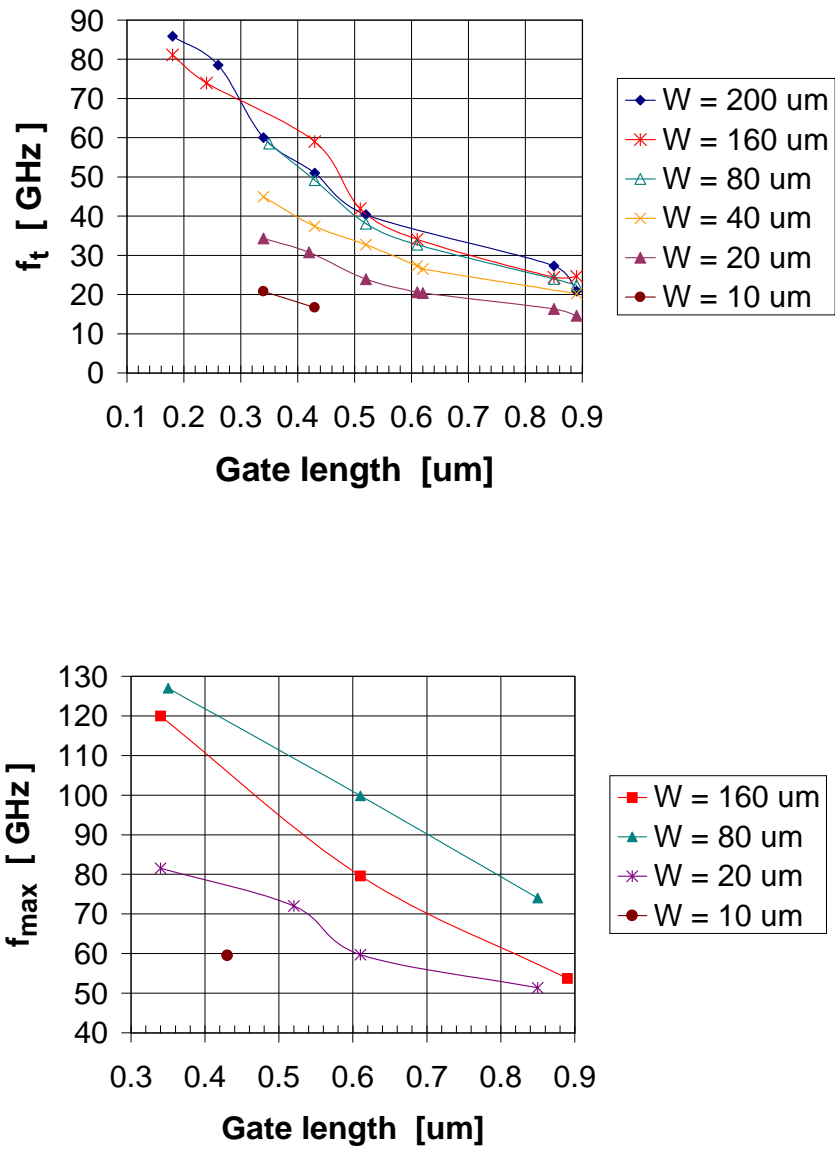 90
80
70
60
50
40
30
20
10
0
f_t [ GHz ]
0.1 0.2 0.3 0.4 0.5 0.6 0.7 0.8 0.9
Gate length [um]
W = 200 um
W = 160 um
W = 80 um
W = 40 um
W = 20 um
W = 10 um
130
120
110
100
90
80
70
60
50
40
f_max [ GHz ]
0.3 0.4 0.5 0.6 0.7 0.8 0.9
Gate length [um]
W = 160 um
W = 80 um
W = 20 um
W = 10 um